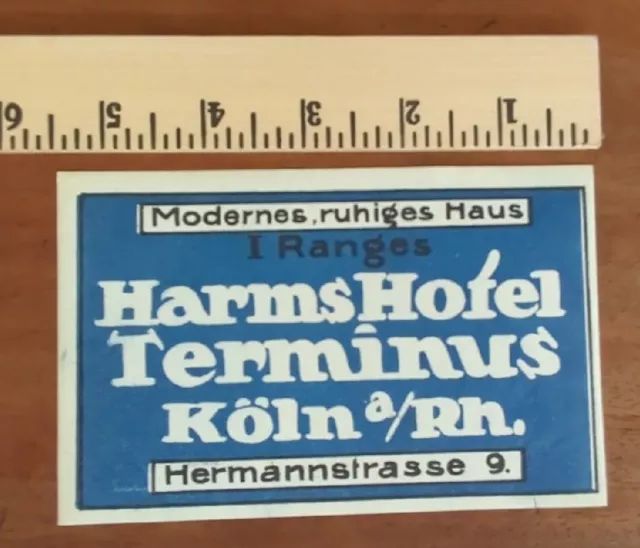 6 5 4 3 2 1
Modernes, ruhiges Haus
I Ranges
Harms Hotel
Terminus
Köln a/Rh.
Hermannstrasse 9.